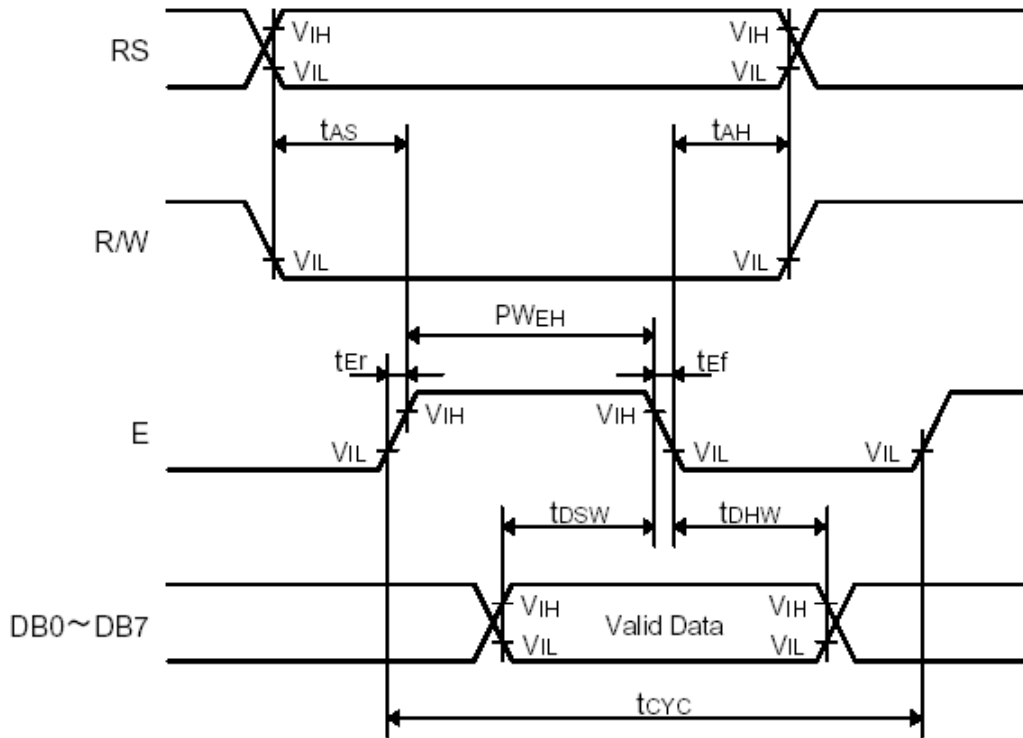 RS VIH VIH
VIL VIL
tAS tAH
R/W VIL VIL
PWEH
tEr tEf
E VIH VIH
VIL VIL VIL
tDSW tDHW
DB0~DB7 VIH Valid Data VIH
VIL VIL
tCYC